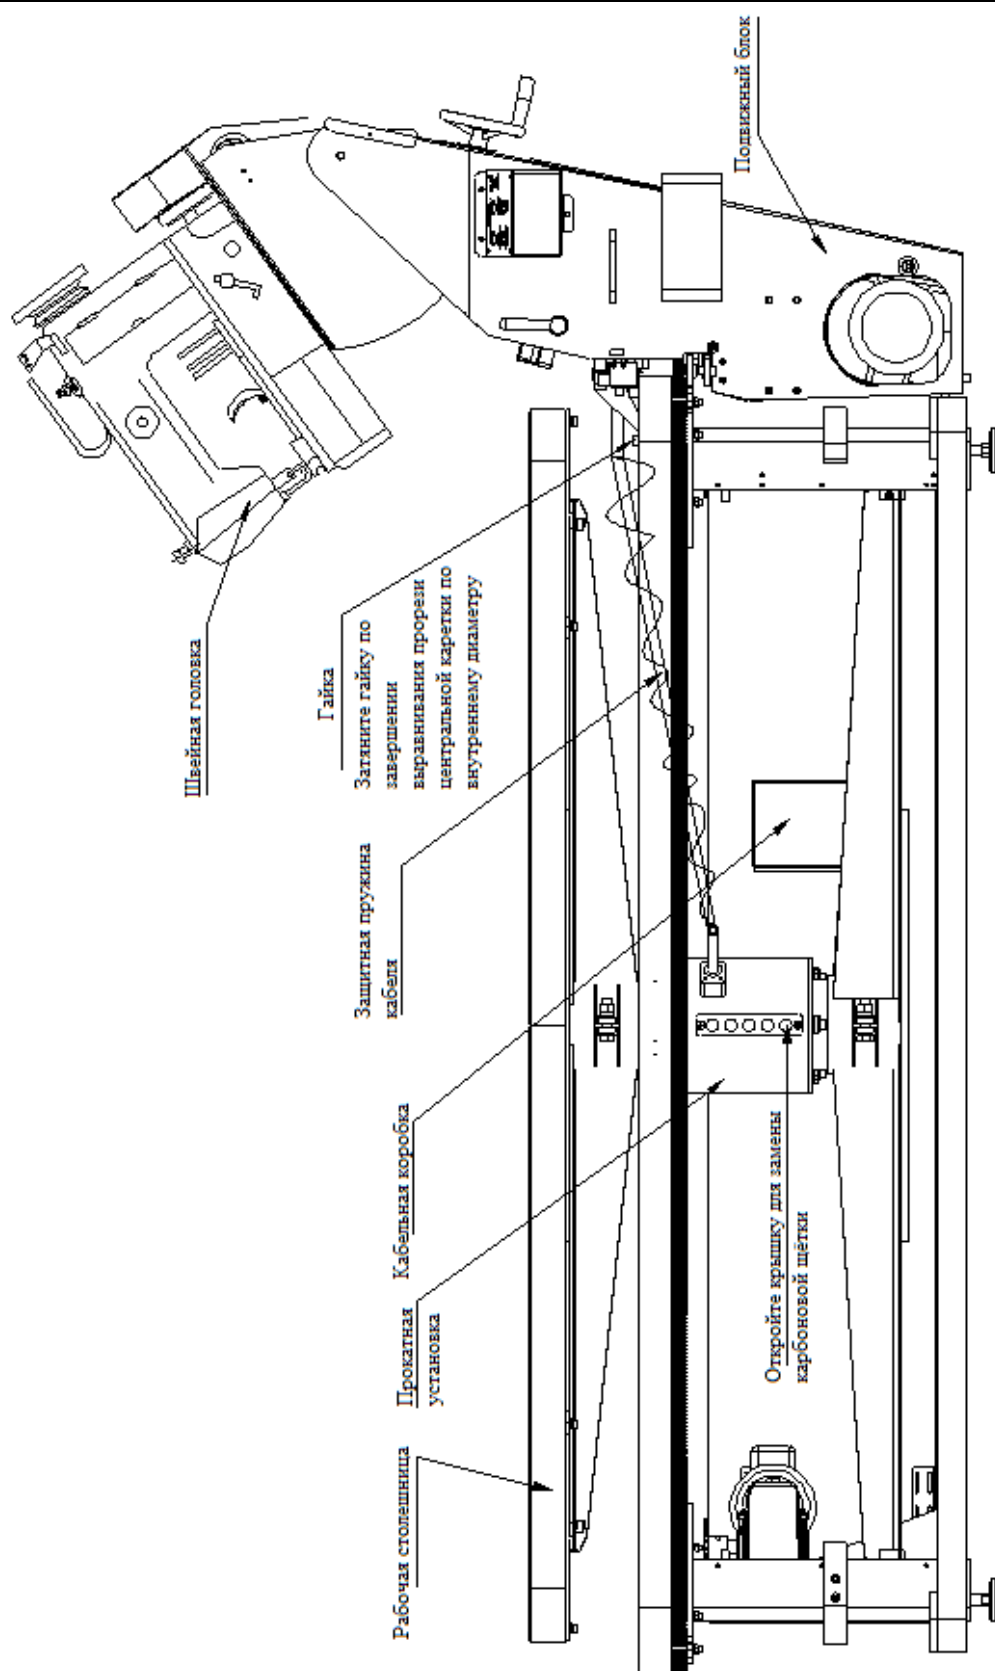 Подвижный блок
Швейная головка
Гайка
Затяните гайку по
завершении
выравнивания прорези
центральной каретки по
внутреннему диаметру
Защитная пружина
кабеля
Кабельная коробка
Прокатная
установка
Рабочая столешница
Откройте крышку для замены
карбоновой щётки